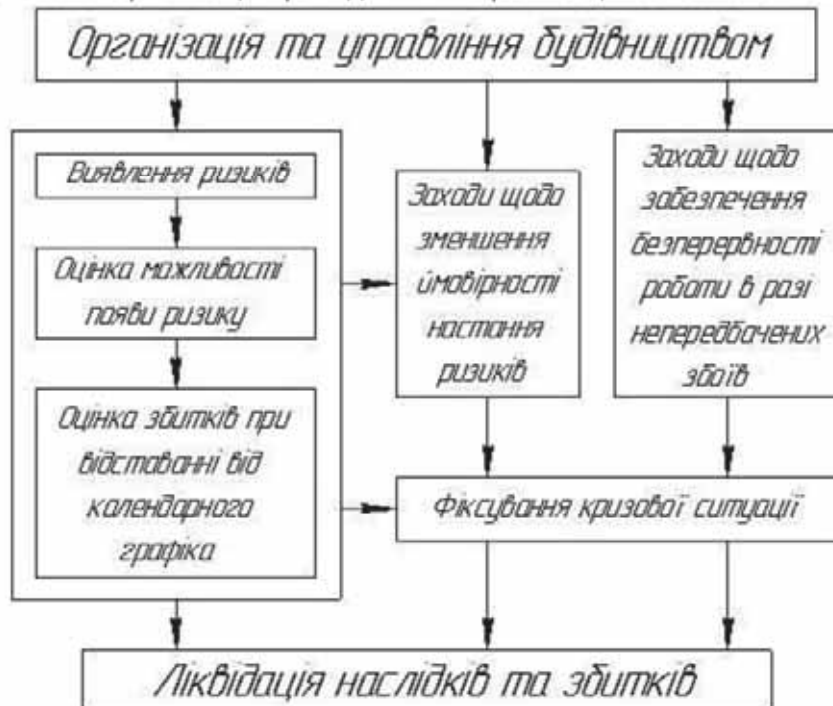 Організація та управління будівництвом
Виявлення ризиків
Оцінка можливості
появи ризику
Оцінка збитків при
відставанні від
календарного
графіка
Заходи щодо
зменшення
ймовірності
настання
ризиків
Заходи щодо
забезпечення
безперервності
роботи в разі
непередбачених
збоїв
Фіксування кризової ситуації
Ліквідація наслідків та збитків